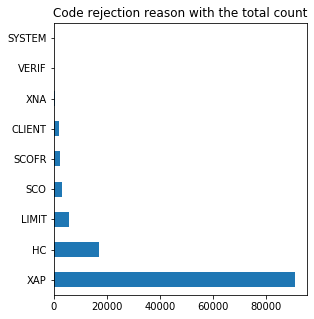 Code rejection reason with the total count
SYSTEM
VERIF
XNA
CLIENT
SCOFR
SCO
LIMIT
HC
XAP
0 20000 40000 60000 80000